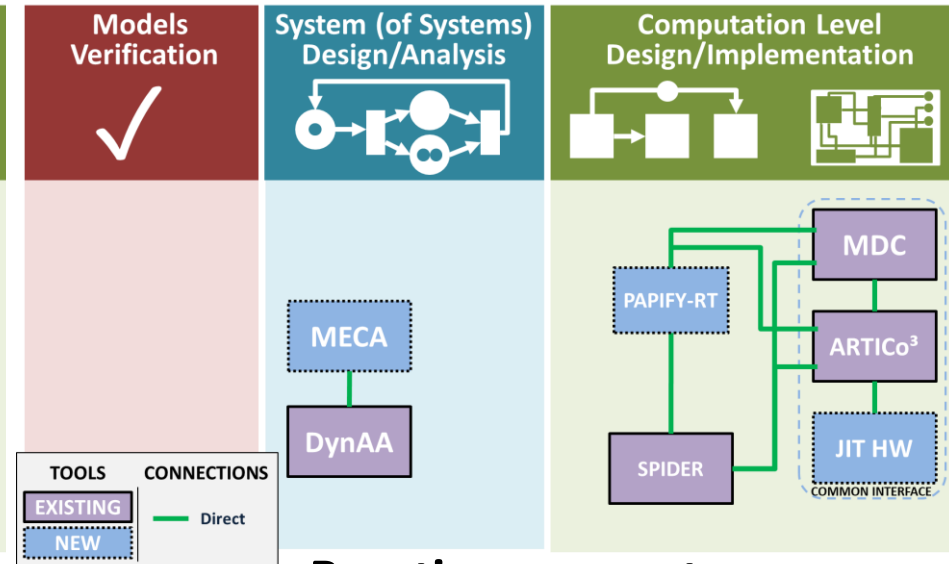 Models
Verification
System (of Systems)
Design/Analysis
Computation Level
Design/Implementation
MECA
DynAA
PAPIFY-RT
SPIDER
MDC
ARTICo³
JIT HW
COMMON INTERFACE
TOOLS
CONNECTIONS
EXISTING
NEW
Direct